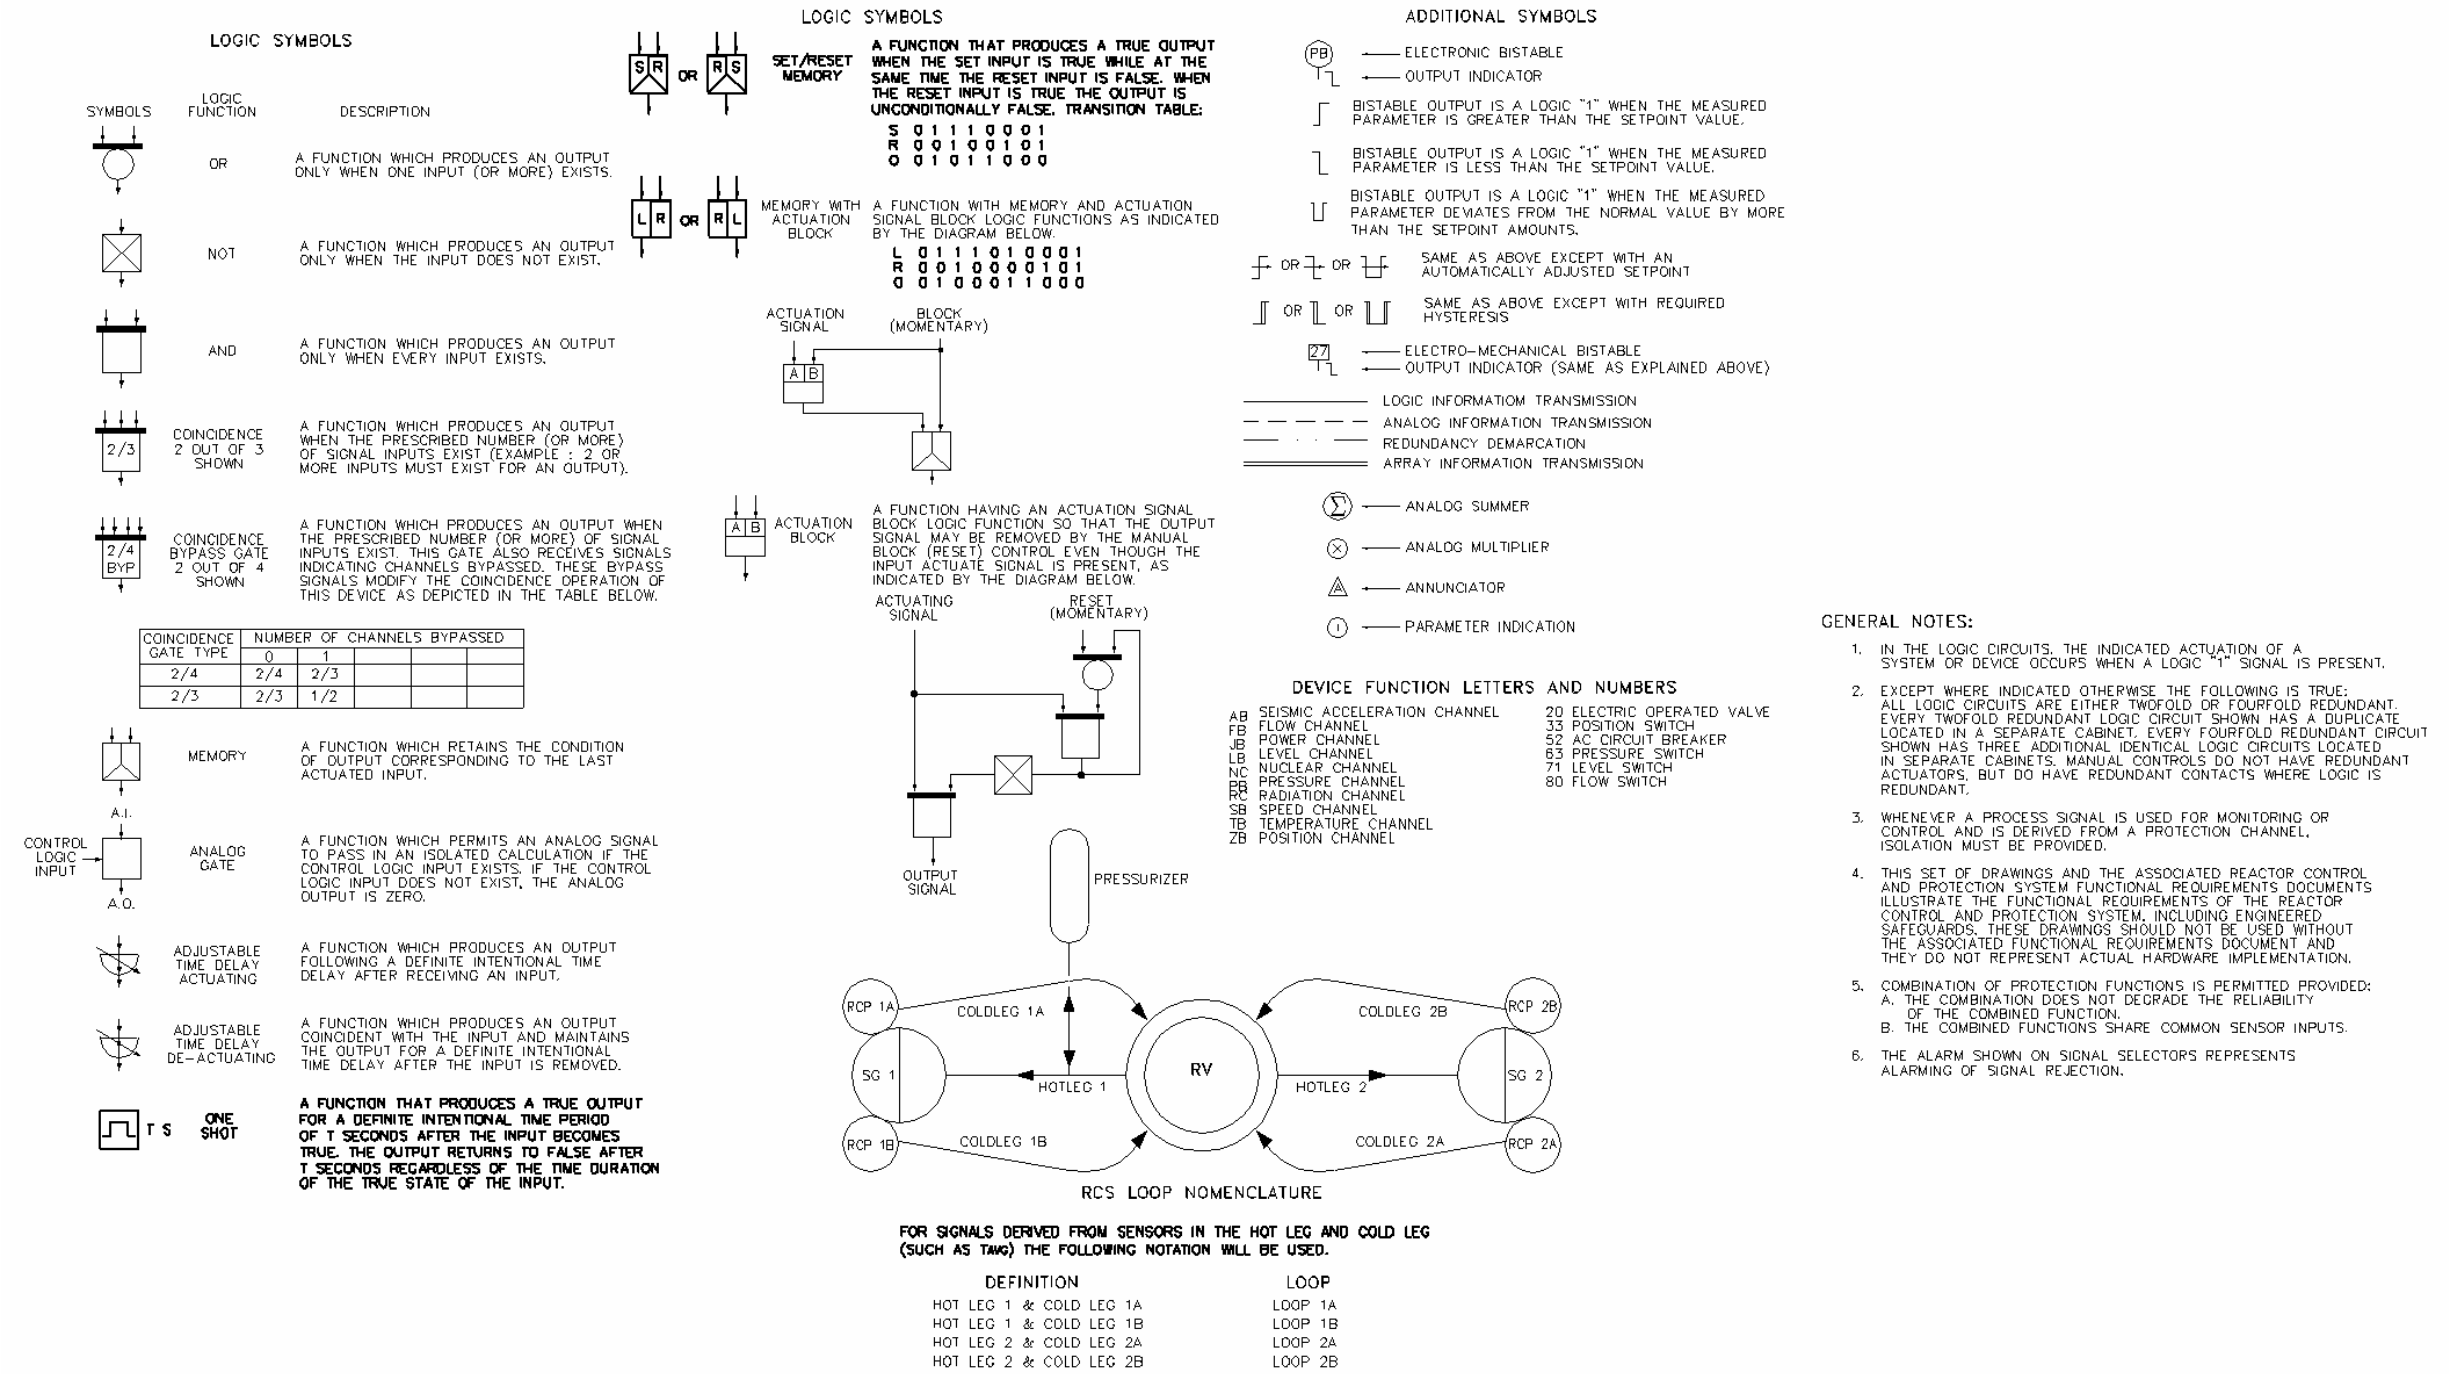 LOGIC SYMBOLS
SYMBOLS
LOGIC
FUNCTION
DESCRIPTION
OR
A FUNCTION WHICH PRODUCES AN OUTPUT
ONLY WHEN ONE INPUT (OR MORE) EXISTS.
NOT
A FUNCTION WHICH PRODUCES AN OUTPUT
ONLY WHEN THE INPUT DOES NOT EXIST.
AND
A FUNCTION WHICH PRODUCES AN OUTPUT
ONLY WHEN EVERY INPUT EXISTS.
2/3
COINCIDENCE
2 OUT OF 3
SHOWN
A FUNCTION WHICH PRODUCES AN OUTPUT
WHEN THE PRESCRIBED NUMBER (OR MORE)
OF SIGNAL INPUTS EXIST (EXAMPLE : 2 OR
MORE INPUTS MUST EXIST FOR AN OUTPUT).
2/4
BYP
COINCIDENCE
BYPASS GATE
2 OUT OF 4
SHOWN
A FUNCTION WHICH PRODUCES AN OUTPUT WHEN
THE PRESCRIBED NUMBER (OR MORE) OF SIGNAL
INPUTS EXIST. THIS GATE ALSO RECEIVES SIGNALS
INDICATING CHANNELS BYPASSED. THESE BYPASS
SIGNALS MODIFY THE COINCIDENCE OPERATION OF
THIS DEVICE AS DEPICTED IN THE TABLE BELOW.
COINCIDENCE
GATE TYPE
NUMBER OF CHANNELS BYPASSED
0 1
2/4 2/4 2/3
2/3 2/3 1/2
MEMORY
A FUNCTION WHICH RETAINS THE CONDITION
OF OUTPUT CORRESPONDING TO THE LAST
ACTUATED INPUT.
A.I.
CONTROL
LOGIC
INPUT
A.O.
ANALOG
GATE
A FUNCTION WHICH PERMITS AN ANALOG SIGNAL
TO PASS IN AN ISOLATED CALCULATION IF THE
CONTROL LOGIC INPUT EXISTS. IF THE CONTROL
LOGIC INPUT DOES NOT EXIST, THE ANALOG
OUTPUT IS ZERO.
ADJUSTABLE
TIME DELAY
ACTUATING
A FUNCTION WHICH PRODUCES AN OUTPUT
FOLLOWING A DEFINITE INTENTIONAL TIME
DELAY AFTER RECEIVING AN INPUT.
ADJUSTABLE
TIME DELAY
DE-ACTUATING
A FUNCTION WHICH PRODUCES AN OUTPUT
COINCIDENT WITH THE INPUT AND MAINTAINS
THE OUTPUT FOR A DEFINITE INTENTIONAL
TIME DELAY AFTER THE INPUT IS REMOVED.
T S
ONE
SHOT
A FUNCTION THAT PRODUCES A TRUE OUTPUT
FOR A DEFINITE INTENTIONAL TIME PERIOD
OF T SECONDS AFTER THE INPUT BECOMES
TRUE. THE OUTPUT RETURNS TO FALSE AFTER
T SECONDS REGARDLESS OF THE TIME DURATION
OF THE TRUE STATE OF THE INPUT.
LOGIC SYMBOLS
S R OR R S
SET/RESET
MEMORY
A FUNCTION THAT PRODUCES A TRUE OUTPUT
WHEN THE SET INPUT IS TRUE WHILE AT THE
SAME TIME THE RESET INPUT IS FALSE. WHEN
THE RESET INPUT IS TRUE THE OUTPUT IS
UNCONDITIONALLY FALSE. TRANSITION TABLE:
S 0 1 1 1 0 0 0 1
R 0 0 1 0 0 1 0 1
O 0 1 0 1 1 0 0 0
L R OR R L
MEMORY WITH
ACTUATION
BLOCK
A FUNCTION WITH MEMORY AND ACTUATION
SIGNAL BLOCK LOGIC FUNCTIONS AS INDICATED
BY THE DIAGRAM BELOW.
L 0 1 1 1 0 1 0 0 0 1
R 0 0 1 0 0 0 0 1 0 1
O 0 1 0 0 0 1 1 0 0 0
ACTUATION
SIGNAL
BLOCK
(MOMENTARY)
A B
A B
ACTUATION
BLOCK
A FUNCTION HAVING AN ACTUATION SIGNAL
BLOCK LOGIC FUNCTION SO THAT THE OUTPUT
SIGNAL MAY BE REMOVED BY THE MANUAL
BLOCK (RESET) CONTROL EVEN THOUGH THE
INPUT ACTUATE SIGNAL IS PRESENT, AS
INDICATED BY THE DIAGRAM BELOW.
ACTUATING
SIGNAL
RESET
(MOMENTARY)
OUTPUT
SIGNAL
PRESSURIZER
RCP 1A
COLDLEG 1A
COLDLEG 2B
RCP 2B
SG 1
HOTLEG 1
RV
HOTLEG 2
SG 2
RCP 1B
COLDLEG 1B
COLDLEG 2A
RCP 2A
RCS LOOP NOMENCLATURE
FOR SIGNALS DERIVED FROM SENSORS IN THE HOT LEG AND COLD LEG
(SUCH AS TAVG) THE FOLLOWING NOTATION WILL BE USED.
DEFINITION LOOP
HOT LEG 1 & COLD LEG 1A LOOP 1A
HOT LEG 1 & COLD LEG 1B LOOP 1B
HOT LEG 2 & COLD LEG 2A LOOP 2A
HOT LEG 2 & COLD LEG 2B LOOP 2B
ADDITIONAL SYMBOLS
PB
ELECTRONIC BISTABLE
OUTPUT INDICATOR
BISTABLE OUTPUT IS A LOGIC "1" WHEN THE MEASURED
PARAMETER IS GREATER THAN THE SETPOINT VALUE.
BISTABLE OUTPUT IS A LOGIC "1" WHEN THE MEASURED
PARAMETER IS LESS THAN THE SETPOINT VALUE.
BISTABLE OUTPUT IS A LOGIC "1" WHEN THE MEASURED
PARAMETER DEVIATES FROM THE NORMAL VALUE BY MORE
THAN THE SETPOINT AMOUNTS.
OR OR
SAME AS ABOVE EXCEPT WITH AN
AUTOMATICALLY ADJUSTED SETPOINT
OR OR
SAME AS ABOVE EXCEPT WITH REQUIRED
HYSTERESIS
27
ELECTRO-MECHANICAL BISTABLE
OUTPUT INDICATOR (SAME AS EXPLAINED ABOVE)
LOGIC INFORMATIOM TRANSMISSION
ANALOG INFORMATION TRANSMISSION
REDUNDANCY DEMARCATION
ARRAY INFORMATION TRANSMISSION
Σ
ANALOG SUMMER
ANALOG MULTIPLIER
A
ANNUNCIATOR
I
PARAMETER INDICATION
DEVICE FUNCTION LETTERS AND NUMBERS
AB SEISMIC ACCELERATION CHANNEL
FB FLOW CHANNEL
JB POWER CHANNEL
LB LEVEL CHANNEL
NC NUCLEAR CHANNEL
PB PRESSURE CHANNEL
RC RADIATION CHANNEL
SB SPEED CHANNEL
TB TEMPERATURE CHANNEL
ZB POSITION CHANNEL
20 ELECTRIC OPERATED VALVE
33 POSITION SWITCH
52 AC CIRCUIT BREAKER
63 PRESSURE SWITCH
71 LEVEL SWITCH
80 FLOW SWITCH
GENERAL NOTES:
1. IN THE LOGIC CIRCUITS, THE INDICATED ACTUATION OF A
SYSTEM OR DEVICE OCCURS WHEN A LOGIC "1" SIGNAL IS PRESENT.
2. EXCEPT WHERE INDICATED OTHERWISE THE FOLLOWING IS TRUE:
ALL LOGIC CIRCUITS ARE EITHER TWOFOLD OR FOURFOLD REDUNDANT.
EVERY TWOFOLD REDUNDANT LOGIC CIRCUIT SHOWN HAS A DUPLICATE
LOCATED IN A SEPARATE CABINET. EVERY FOURFOLD REDUNDANT CIRCUIT
SHOWN HAS THREE ADDITIONAL IDENTICAL LOGIC CIRCUITS LOCATED
IN SEPARATE CABINETS. MANUAL CONTROLS DO NOT HAVE REDUNDANT
ACTUATORS, BUT DO HAVE REDUNDANT CONTACTS WHERE LOGIC IS
REDUNDANT.
3. WHENEVER A PROCESS SIGNAL IS USED FOR MONITORING OR
CONTROL AND IS DERIVED FROM A PROTECTION CHANNEL,
ISOLATION MUST BE PROVIDED.
4. THIS SET OF DRAWINGS AND THE ASSOCIATED REACTOR CONTROL
AND PROTECTION SYSTEM FUNCTIONAL REQUIREMENTS DOCUMENTS
ILLUSTRATE THE FUNCTIONAL REQUIREMENTS OF THE REACTOR
CONTROL AND PROTECTION SYSTEM, INCLUDING ENGINEERED
SAFEGUARDS. THESE DRAWINGS SHOULD NOT BE USED WITHOUT
THE ASSOCIATED FUNCTIONAL REQUIREMENTS DOCUMENT AND
THEY DO NOT REPRESENT ACTUAL HARDWARE IMPLEMENTATION.
5. COMBINATION OF PROTECTION FUNCTIONS IS PERMITTED PROVIDED:
A. THE COMBINATION DOES NOT DEGRADE THE RELIABILITY
OF THE COMBINED FUNCTION.
B. THE COMBINED FUNCTIONS SHARE COMMON SENSOR INPUTS.
6. THE ALARM SHOWN ON SIGNAL SELECTORS REPRESENTS
ALARMING OF SIGNAL REJECTION.